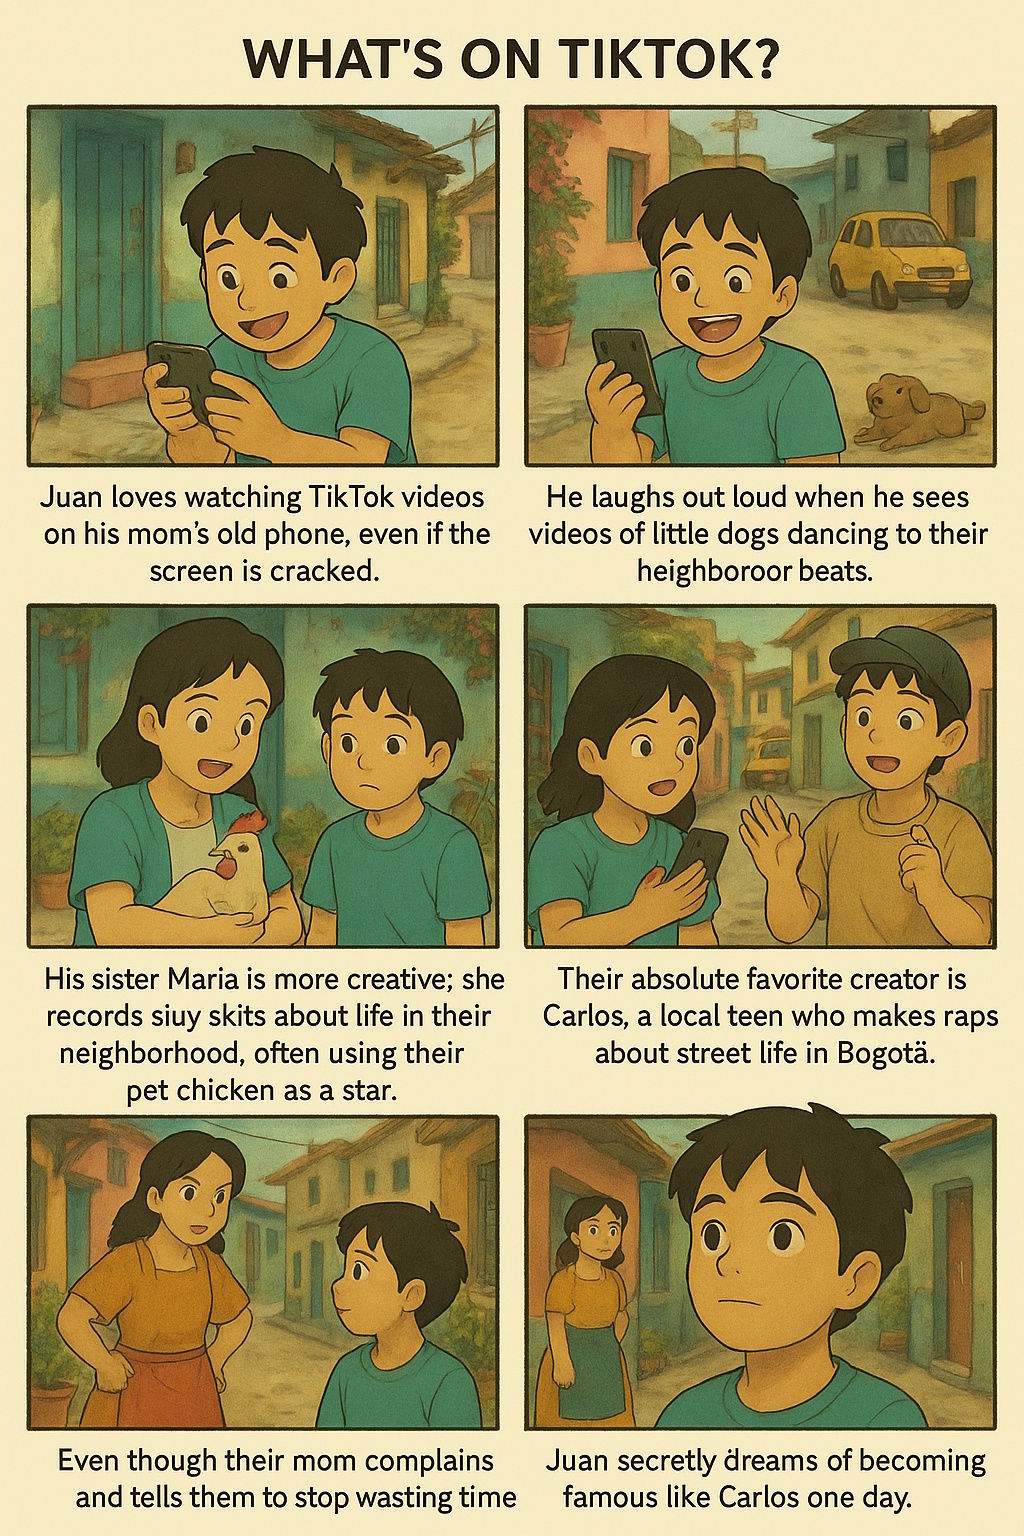 WHAT'S ON TIKTOK?
Juan loves watching TikTok videos
on his mom's old phone, even if the
screen is cracked.
He laughs out loud when he sees
videos of little dogs dancing to their
heighboroor beats.
His sister Maria is more creative; she
records siuy skits about life in their
neighborhood, often using their
pet chicken as a star.
Their absolute favorite creator is
Carlos, a local teen who makes raps
about street life in Bogotä.
Even though their mom complains
and tells them to stop wasting time
Juan secretly dreams of becoming
famous like Carlos one day.